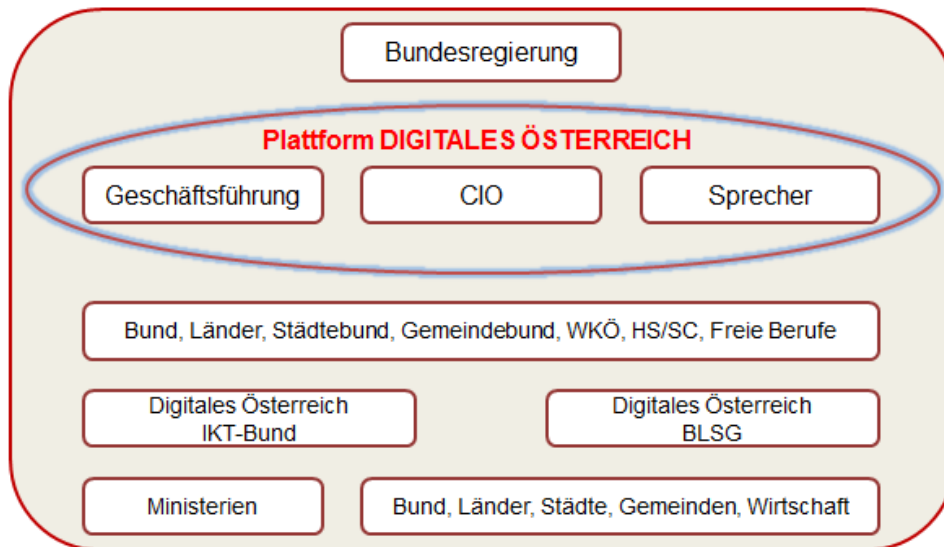 Bundesregierung
Plattform DIGITALES ÖSTERREICH
Geschäftsführung
CIO
Sprecher
Bund, Länder, Städtebund, Gemeindebund, WKÖ, HS/SC, Freie Berufe
Digitales Österreich
IKT-Bund
Digitales Österreich
BLSG
Ministerien
Bund, Länder, Städte, Gemeinden, Wirtschaft